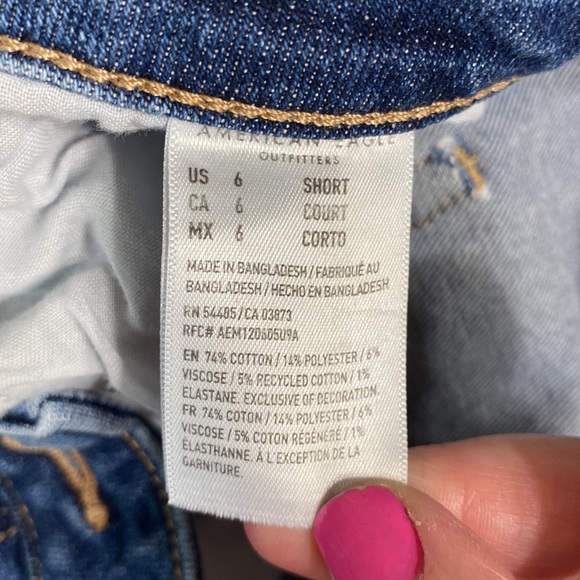 AMERICAN EAGLE
OUTFITTERS
US 6 SHORT
CA 6 COURT
MX 6 CORTO
MADE IN BANGLADESH / FABRIQUÉ AU
BANGLADESH / HECHO EN BANGLADESH
RN 54485 / CA 03873
RFC# AEM120605U9A
EN 74% COTTON / 14% POLYESTER / 6%
VISCOSE / 5% RECYCLED COTTON / 1%
ELASTANE. EXCLUSIVE OF DECORATION.
FR 74% COTON / 14% POLYESTER / 6%
VISCOSE / 5% COTON RÉGÉNÉRÉ / 1%
ÉLASTHANNE. À L'EXCEPTION DE LA
GARNITURE.